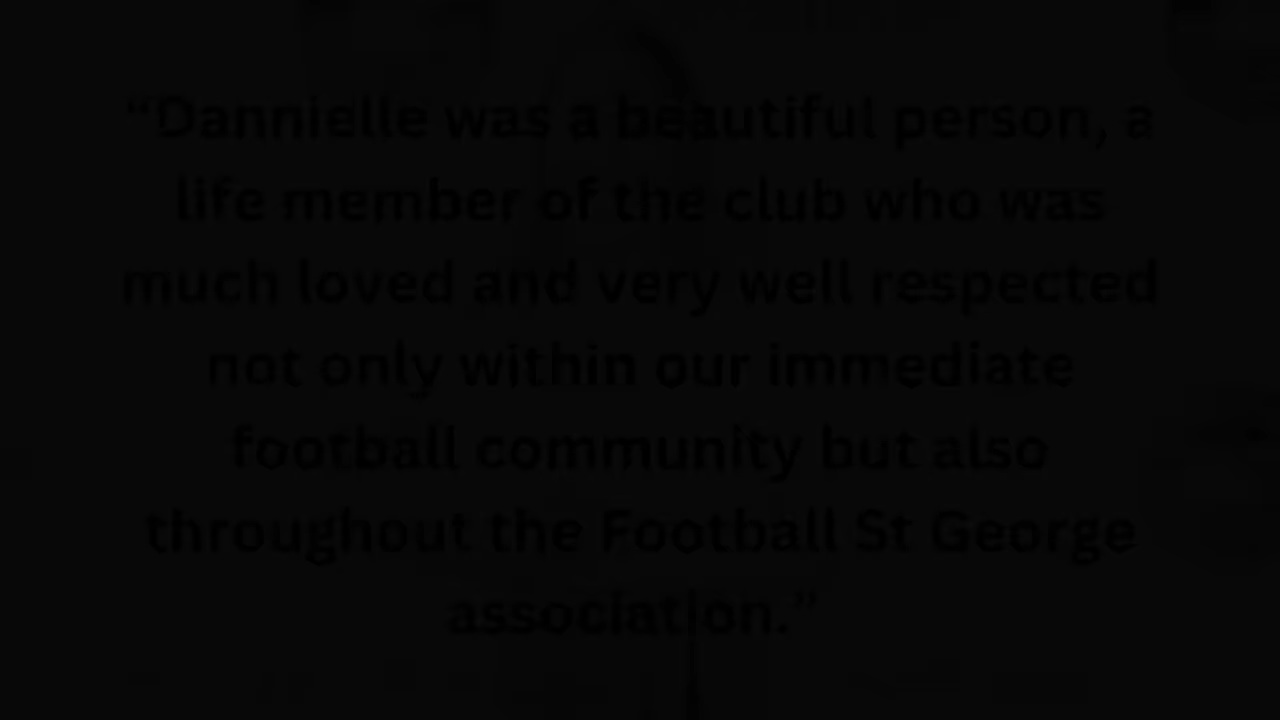 “Dannielle was a beautiful person, a
life member of the club who was
much loved and very well respected
not only within our immediate
football community but also
throughout the Football St George
association.”